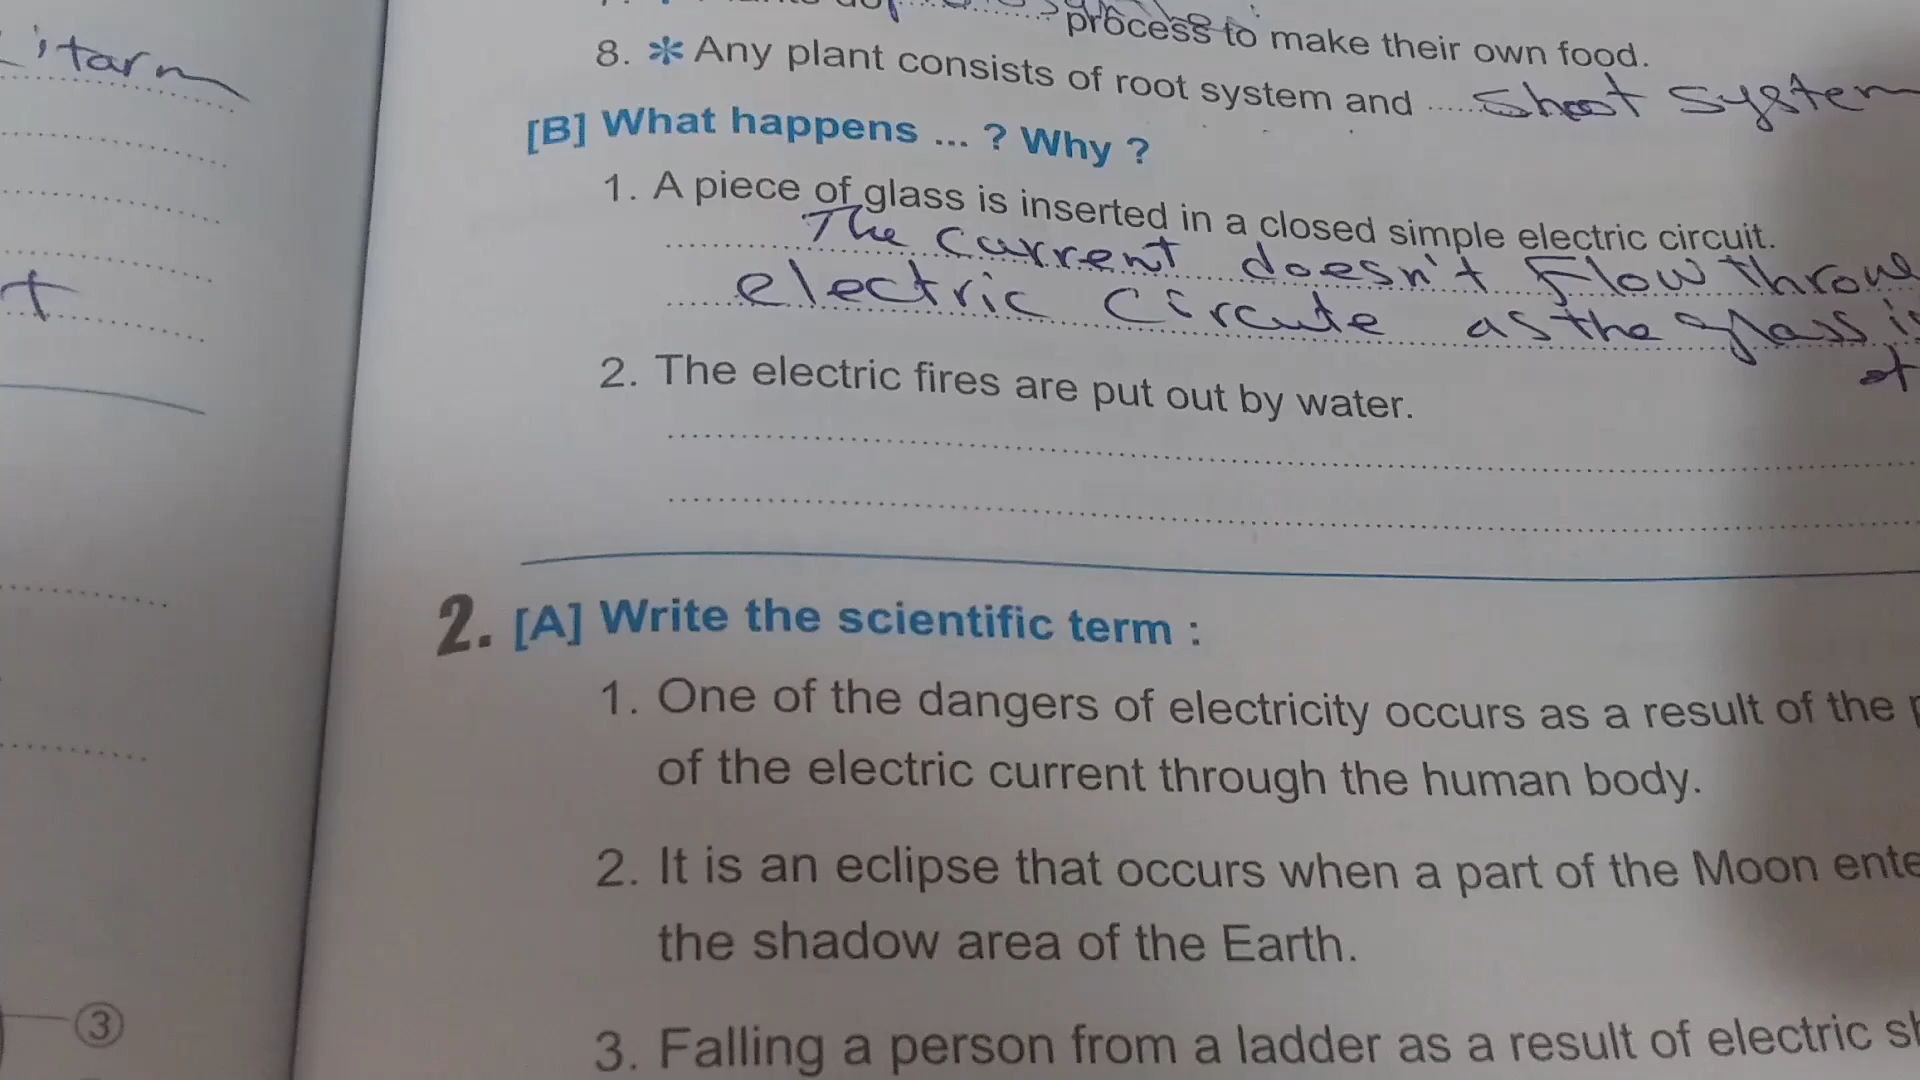 itarm
process to make their own food.
8. * Any plant consists of root system and ...... shoot system
[B] What happens ... ? Why ?
1. A piece of glass is inserted in a closed simple electric circuit.
The current doesn't Flow throu
electric Circute as the glass is
2. The electric fires are put out by water.
t
2. [A] Write the scientific term :
1. One of the dangers of electricity occurs as a result of the p
of the electric current through the human body.
2. It is an eclipse that occurs when a part of the Moon ente
the shadow area of the Earth.
3
3. Falling a person from a ladder as a result of electric sh